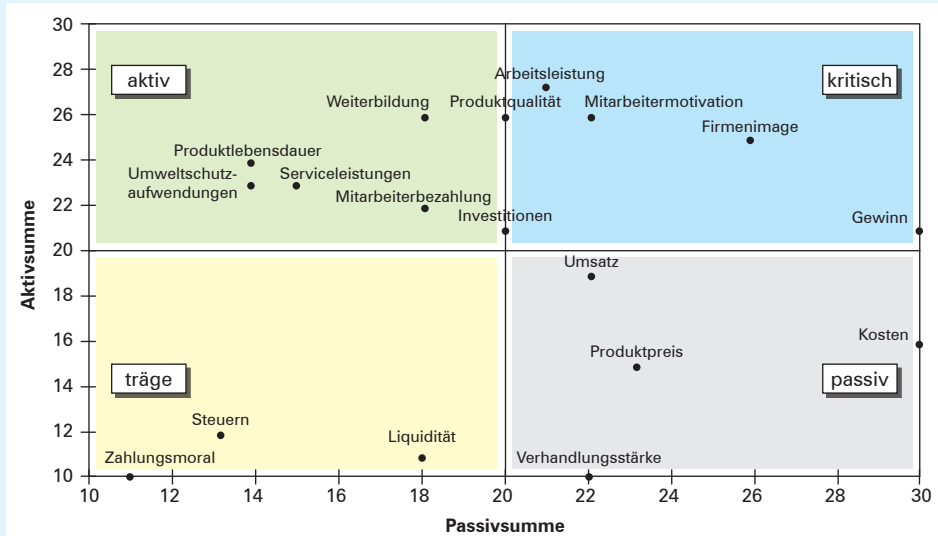 30
28
26
24
22
20
18
16
14
12
10
Aktivsumme
aktiv
kritisch
Arbeitsleistung
Weiterbildung
Produktqualität
Mitarbeitermotivation
Firmenimage
Produktlebensdauer
Umweltschutz-
aufwendungen
Serviceleistungen
Mitarbeiterbezahlung
Investitionen
Gewinn
Umsatz
Kosten
Produktpreis
träge
passiv
Steuern
Liquidität
Zahlungsmoral
Verhandlungsstärke
10 12 14 16 18 20 22 24 26 28 30
Passivsumme